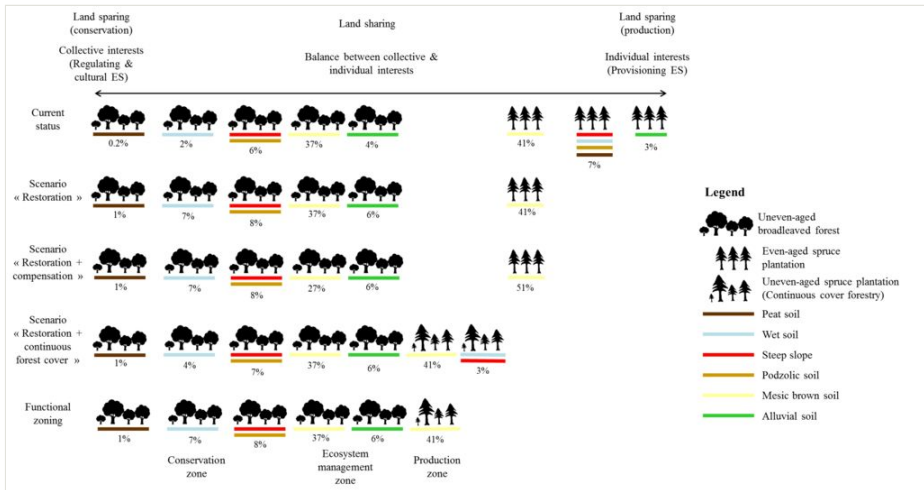 Land sparing
(conservation)
Land sharing
Land sparing
(production)
Collective interests
(Regulating &
cultural ES)
Balance between collective &
individual interests
Individual interests
(Provisioning ES)
Current
status
0.2%
2%
6%
37%
4%
41%
7%
3%
Scenario
« Restoration »
1%
7%
8%
37%
6%
41%
Scenario
« Restoration +
compensation »
1%
7%
8%
27%
6%
51%
Scenario
« Restoration +
continuous
forest cover »
1%
4%
7%
37%
6%
41%
3%
Functional
zoning
1%
7%
8%
37%
6%
41%
Conservation
zone
Ecosystem
management
zone
Production
zone
Legend
Uneven-aged
broadleaved forest
Even-aged spruce
plantation
Uneven-aged spruce plantation
(Continuous cover forestry)
Peat soil
Wet soil
Steep slope
Podzolic soil
Mesic brown soil
Alluvial soil